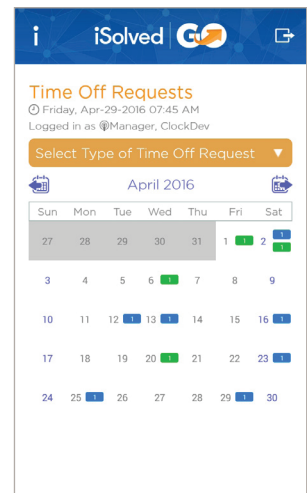 i iSolved GO
Time Off Requests
Friday, Apr-29-2016 07:45 AM
Logged in as @Manager, ClockDev
Select Type of Time Off Request
April 2016
Sun Mon Tue Wed Thu Fri Sat
27 28 29 30 31 1 1 2 1
1
3 4 5 6 1 7 8 9
10 11 12 1 13 1 14 15 16 1
17 18 19 20 1 21 22 23 1
24 25 1 26 27 28 29 1 30